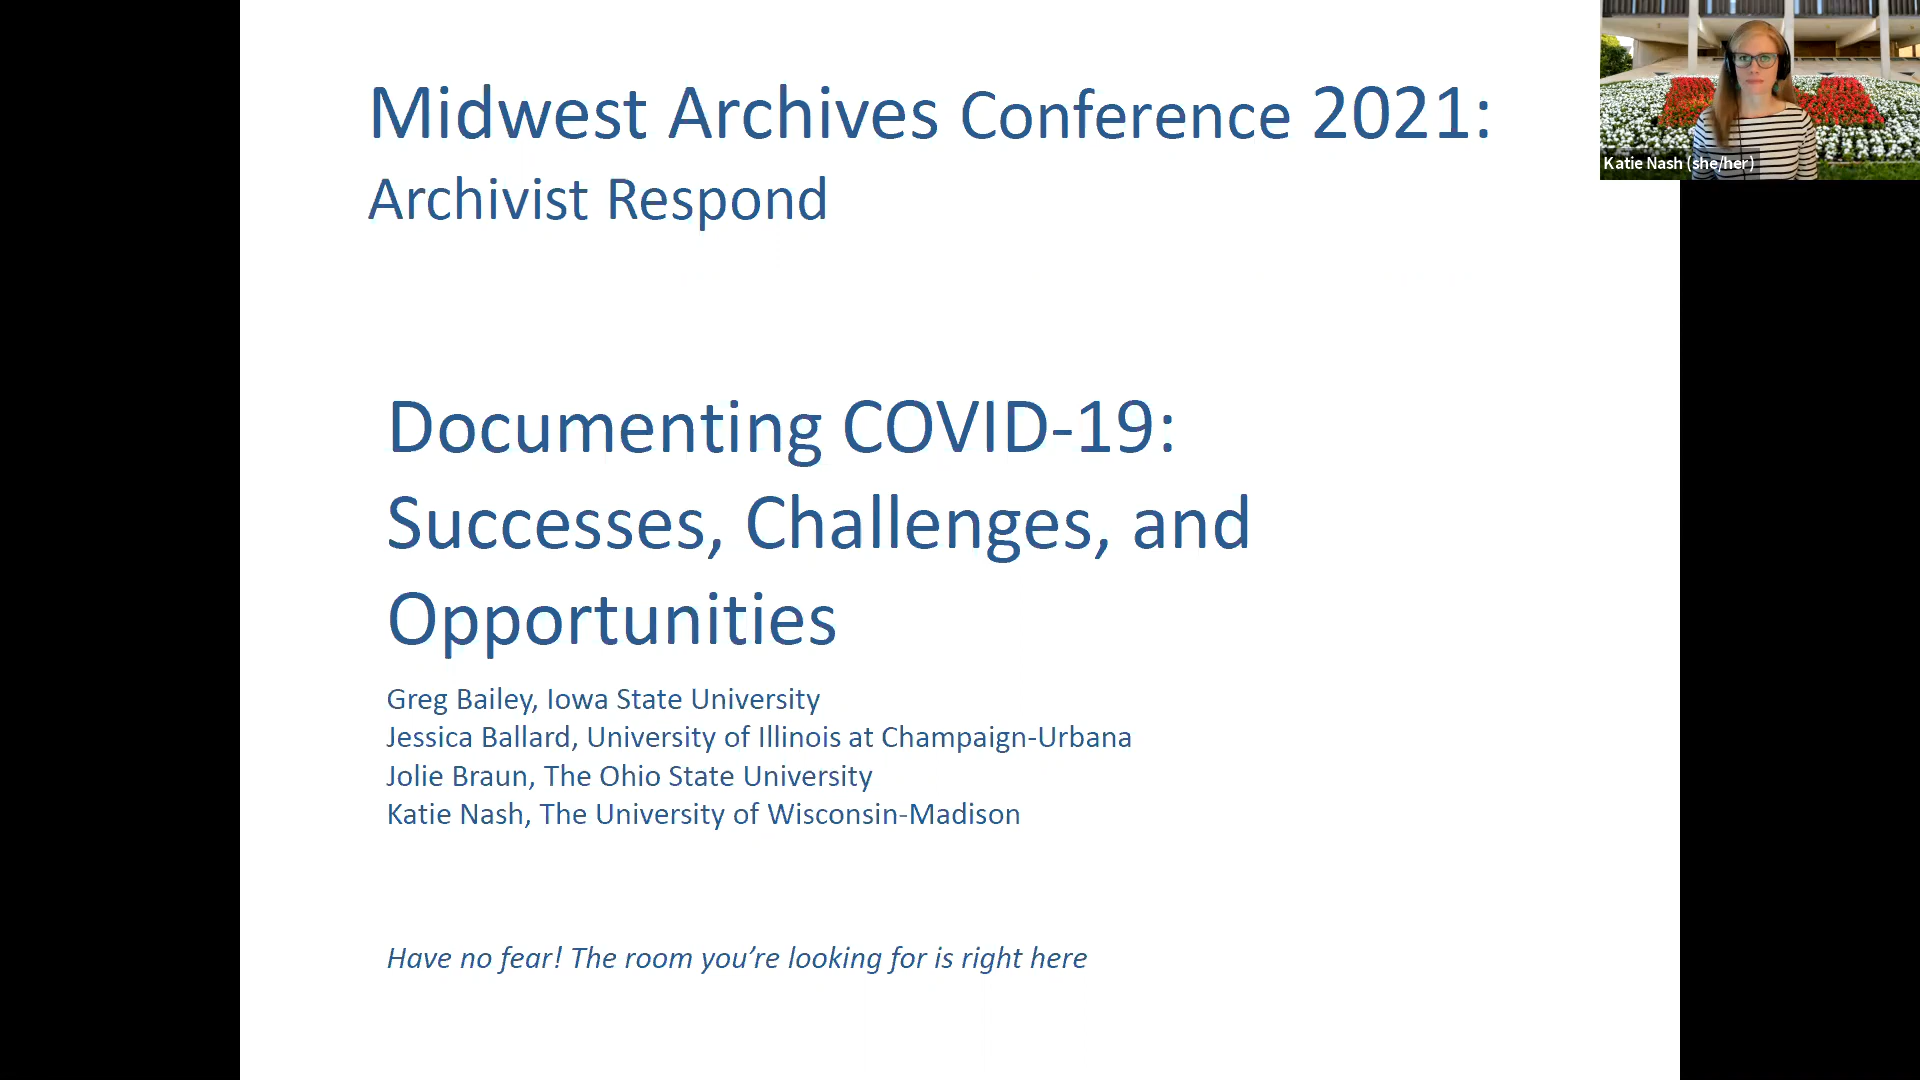 Midwest Archives Conference 2021:
Archivist Respond
Katie Nash (she/her)
Documenting COVID-19:
Successes, Challenges, and
Opportunities
Greg Bailey, Iowa State University
Jessica Ballard, University of Illinois at Champaign-Urbana
Jolie Braun, The Ohio State University
Katie Nash, The University of Wisconsin-Madison
Have no fear! The room you’re looking for is right here